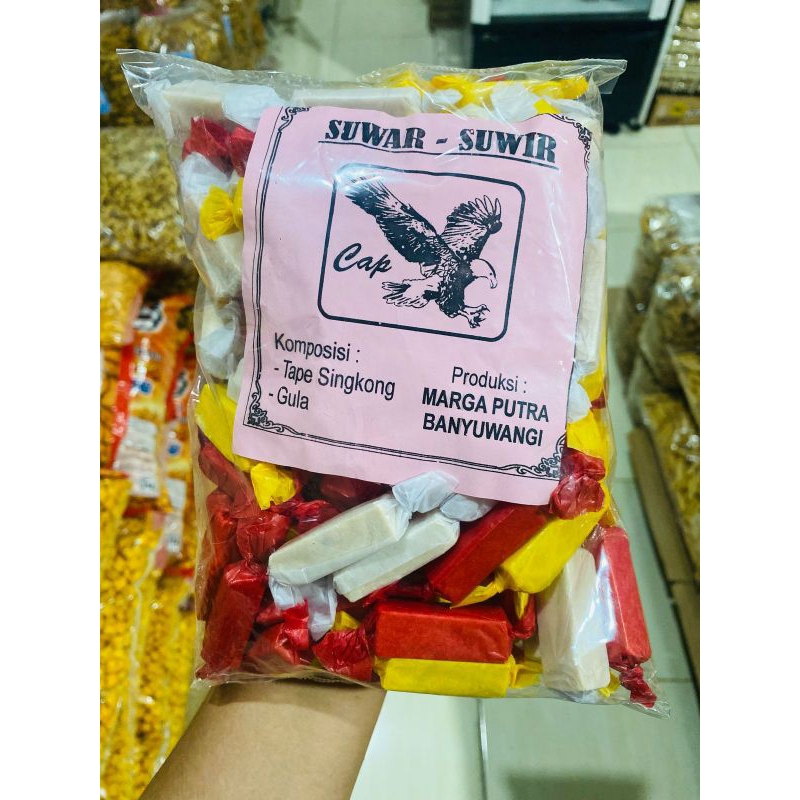 SUWAR - SUWIR
Cap
Komposisi :
- Tape Singkong
- Gula
Produksi :
MARGA PUTRA
BANYUWANGI